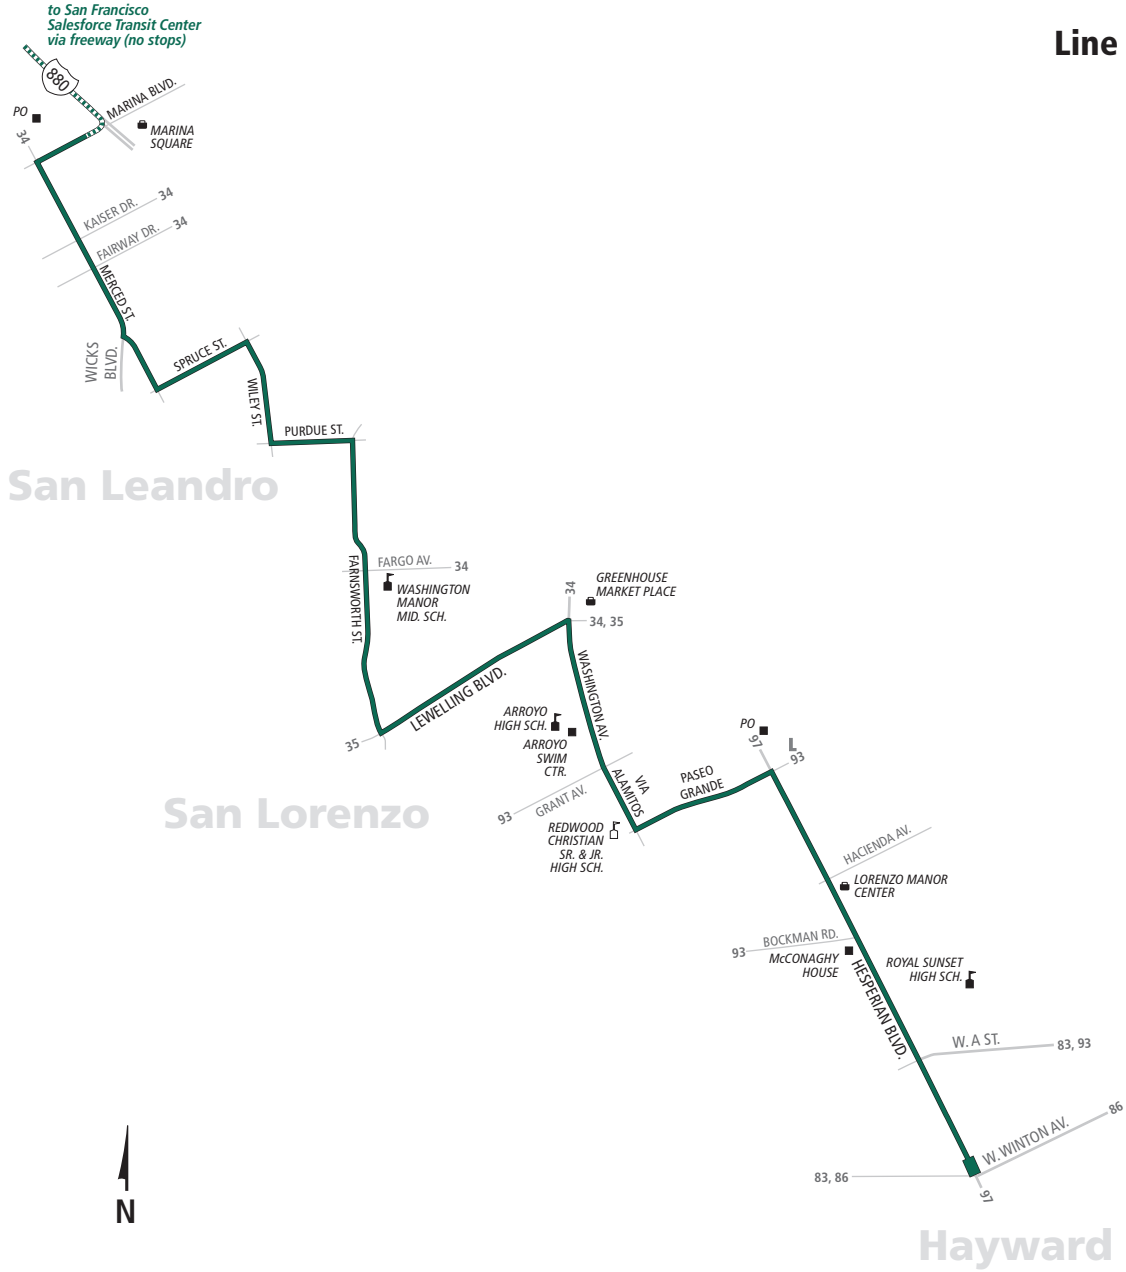 to San Francisco
Salesforce Transit Center
via freeway (no stops)
Line
880
MARINA BLVD.
PO
34
MARINA
SQUARE
KAISER DR.
34
FAIRWAY DR.
34
MERCED ST.
WICKS
BLVD.
SPRUCE ST.
WILEY ST.
PURDUE ST.
San Leandro
FARNSWORTH ST.
FARGO AV.
34
WASHINGTON
MANOR
MID. SCH.
34
GREENHOUSE
MARKET PLACE
34, 35
LEWELLING BLVD.
35
WASHINGTON AV.
ARROYO
HIGH SCH.
ARROYO
SWIM
CTR.
San Lorenzo
93
GRANT AV.
VIA
ALAMITOS
PASEO
GRANDE
PO
97
L
93
REDWOOD
CHRISTIAN
SR. & JR.
HIGH SCH.
HACIENDA AV.
LORENZO MANOR
CENTER
93
BOCKMAN RD.
McCONAGHY
HOUSE
HESPERIAN BLVD.
ROYAL SUNSET
HIGH SCH.
W. A ST.
83, 93
W. WINTON AV.
86
83, 86
97
N
Hayward